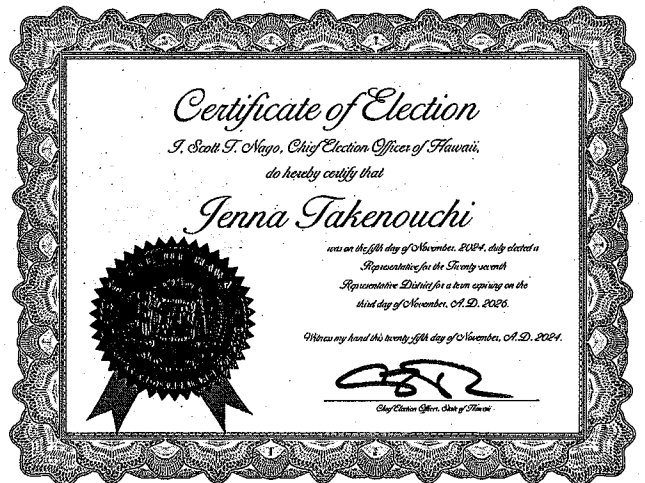 Certificate of Election
I, Scott T. Nago, Chief Election Officer of Hawaii,
do hereby certify that
Jenna Takenouchi
was on the fifth day of November, 2024, duly elected a
Representative for the Twenty-seventh
Representative District for a term expiring on the
third day of November, A.D. 2026.
Witness my hand this twenty-fifth day of November, A.D. 2024.
Chief Election Officer, State of Hawaii